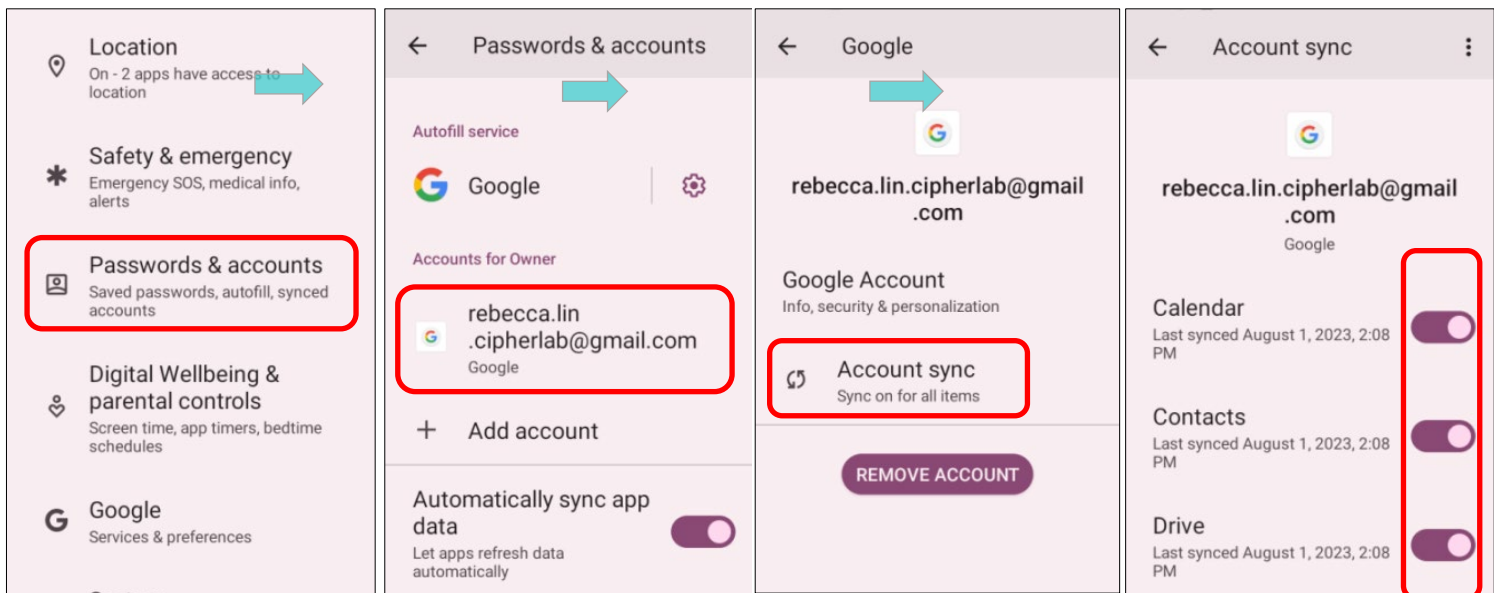 Location
On - 2 apps have access to
location
Safety & emergency
Emergency SOS, medical info,
alerts
Passwords & accounts
Saved passwords, autofill, synced
accounts
Digital Wellbeing &
parental controls
Screen time, app timers, bedtime
schedules
Google
Services & preferences
Passwords & accounts
Autofill service
Google
Accounts for Owner
rebecca.lin
.cipherlab@gmail.com
Google
Add account
Automatically sync app
data
Let apps refresh data
automatically
Google
rebecca.lin.cipherlab@gmail
.com
Google Account
Info, security & personalization
Account sync
Sync on for all items
REMOVE ACCOUNT
Account sync
rebecca.lin.cipherlab@gmail
.com
Google
Calendar
Last synced August 1, 2023, 2:08
PM
Contacts
Last synced August 1, 2023, 2:08
PM
Drive
Last synced August 1, 2023, 2:08
PM